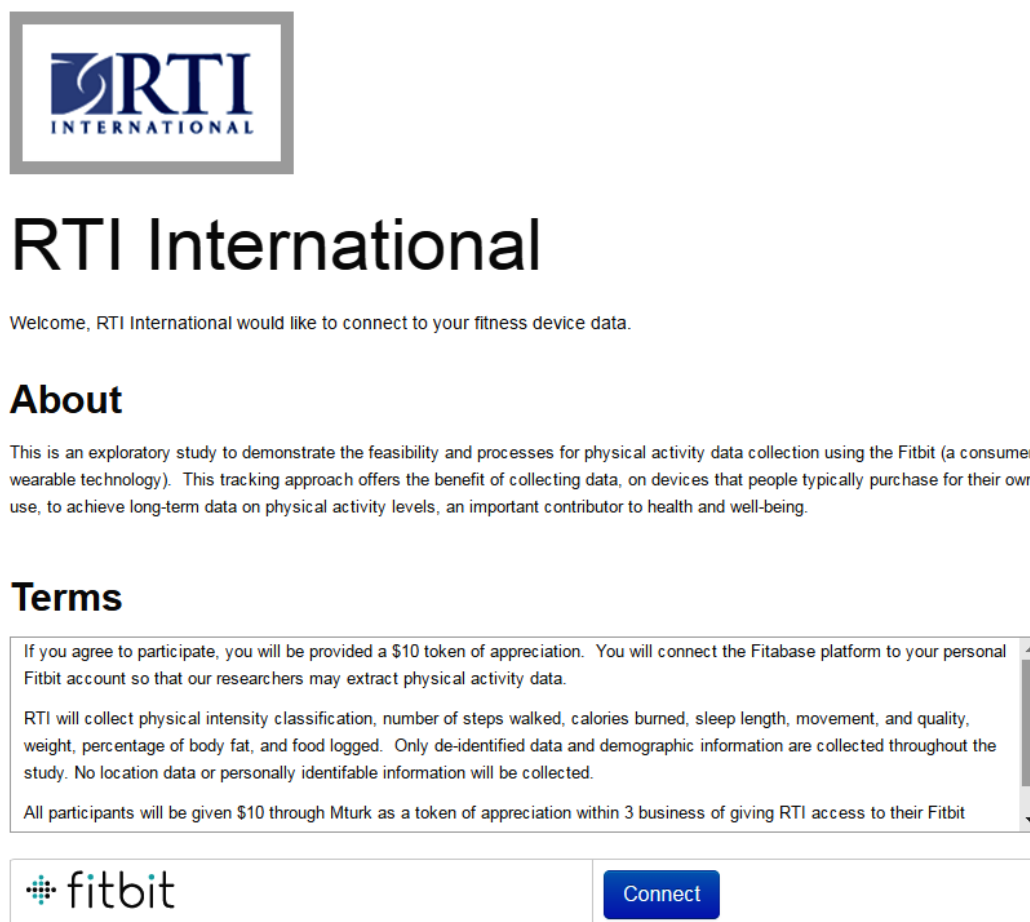 RTI
INTERNATIONAL
RTI International
Welcome, RTI International would like to connect to your fitness device data.
About
This is an exploratory study to demonstrate the feasibility and processes for physical activity data collection using the Fitbit (a consumer
wearable technology).  This tracking approach offers the benefit of collecting data, on devices that people typically purchase for their own
use, to achieve long-term data on physical activity levels, an important contributor to health and well-being.
Terms
If you agree to participate, you will be provided a $10 token of appreciation.  You will connect the Fitabase platform to your personal
Fitbit account so that our researchers may extract physical activity data.
RTI will collect physical intensity classification, number of steps walked, calories burned, sleep length, movement, and quality,
weight, percentage of body fat, and food logged.  Only de-identified data and demographic information are collected throughout the
study. No location data or personally identifable information will be collected.
All participants will be given $10 through Mturk as a token of appreciation within 3 business of giving RTI access to their Fitbit
fitbit
Connect